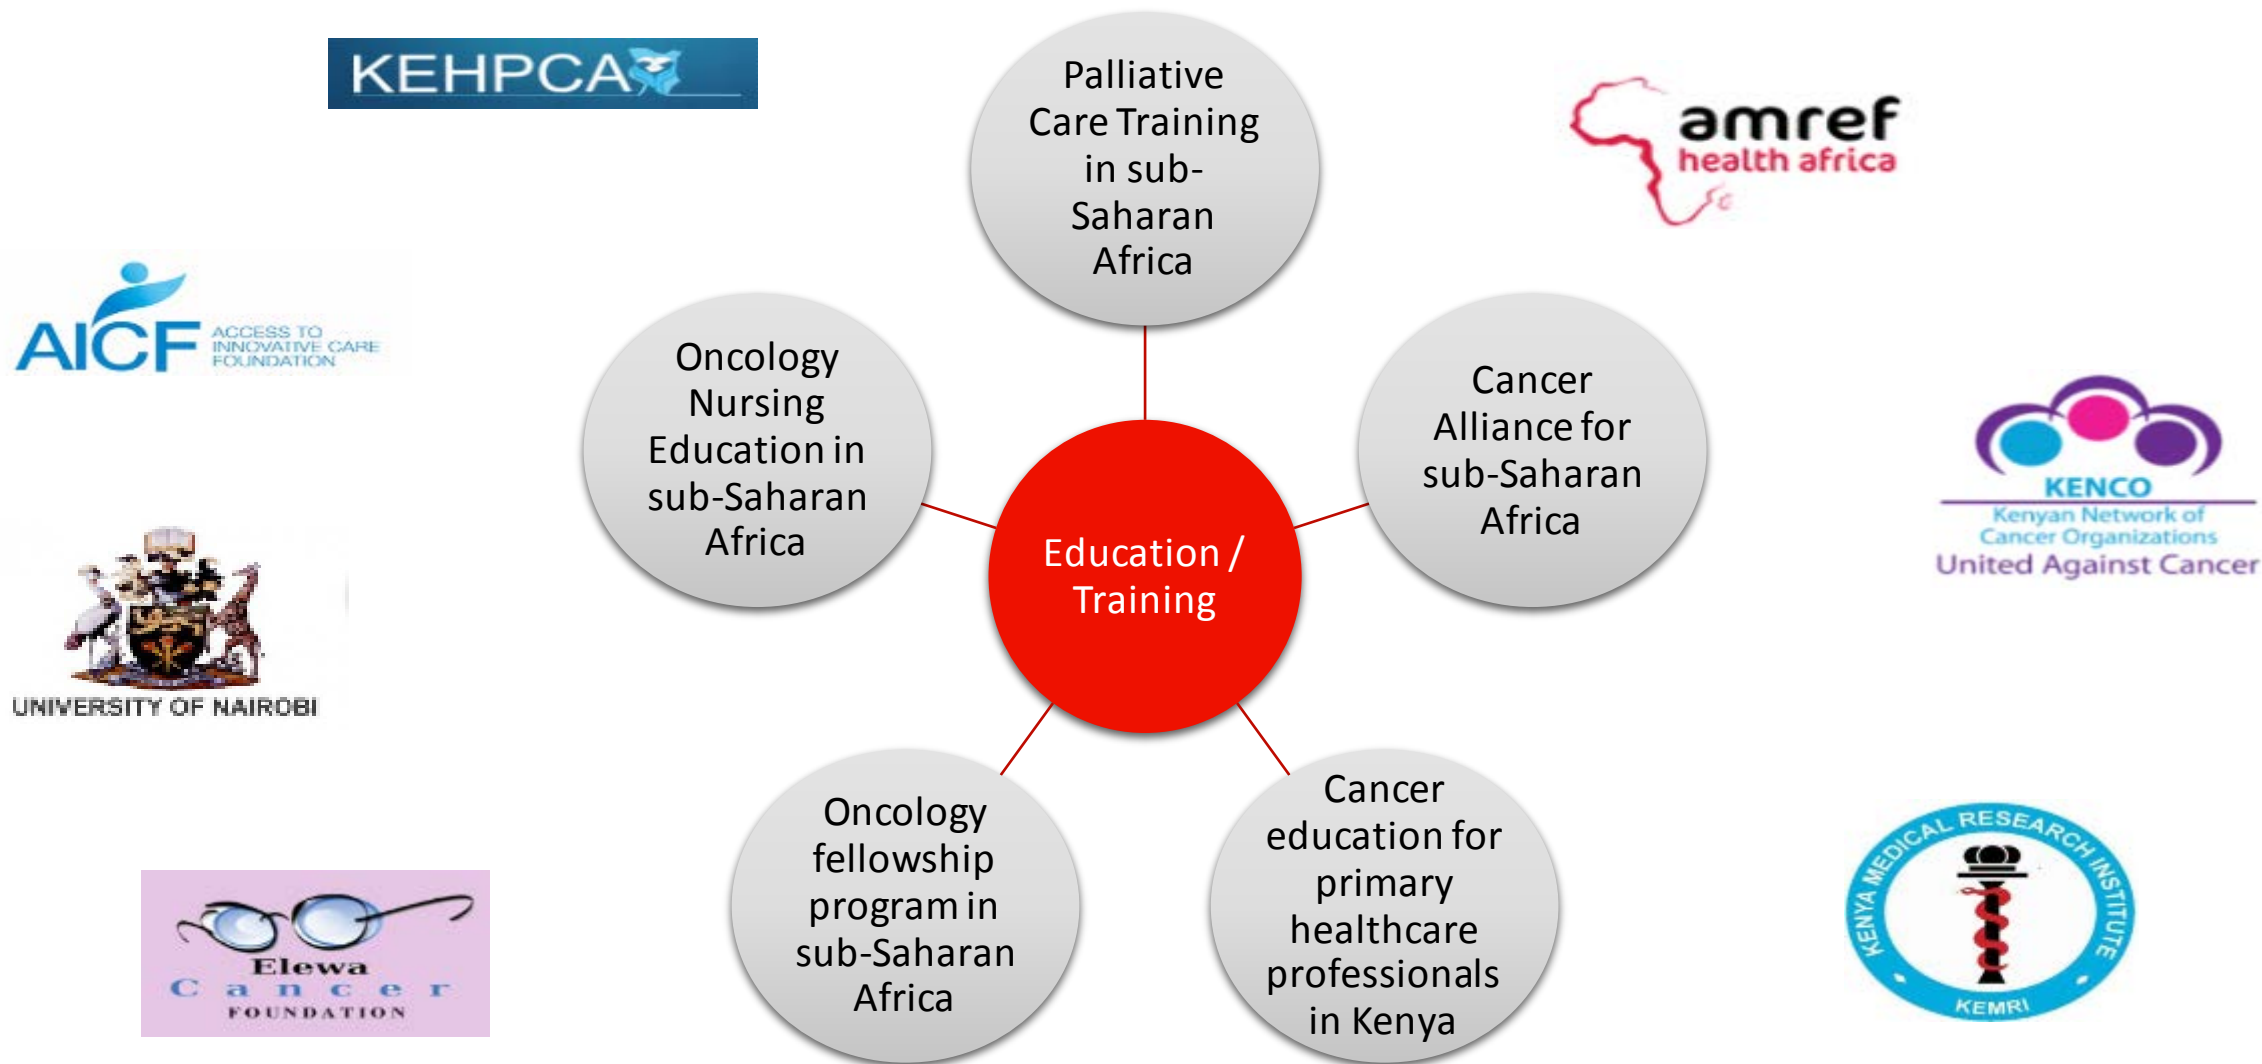 KEHPCA
Palliative
Care Training
in sub-
Saharan
Africa
amref
health africa
AICF
ACCESS TO
INNOVATIVE CARE
FOUNDATION
Oncology
Nursing
Education in
sub-Saharan
Africa
Cancer
Alliance for
sub-Saharan
Africa
KENCO
Kenyan Network of
Cancer Organizations
United Against Cancer
Education /
Training
UNIVERSITY OF NAIROBI
Oncology
fellowship
program in
sub-Saharan
Africa
Cancer
education for
primary
healthcare
professionals
in Kenya
Elewa
Cancer
FOUNDATION
KENYA MEDICAL RESEARCH INSTITUTE
KEMRI